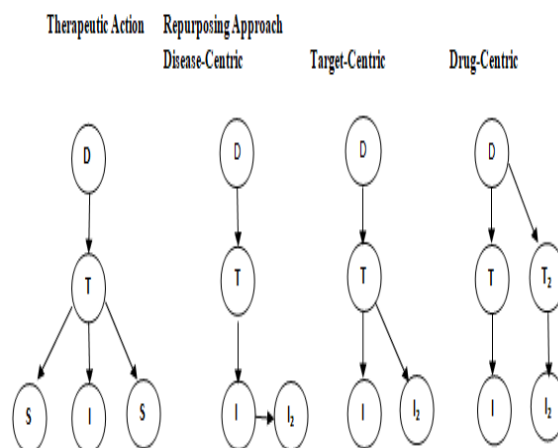 Therapeutic Action Repurposing Approach
Disease-Centric Target-Centric Drug-Centric
D D D D
T T T T T₂
S I S I I₂ I I₂ I I₂